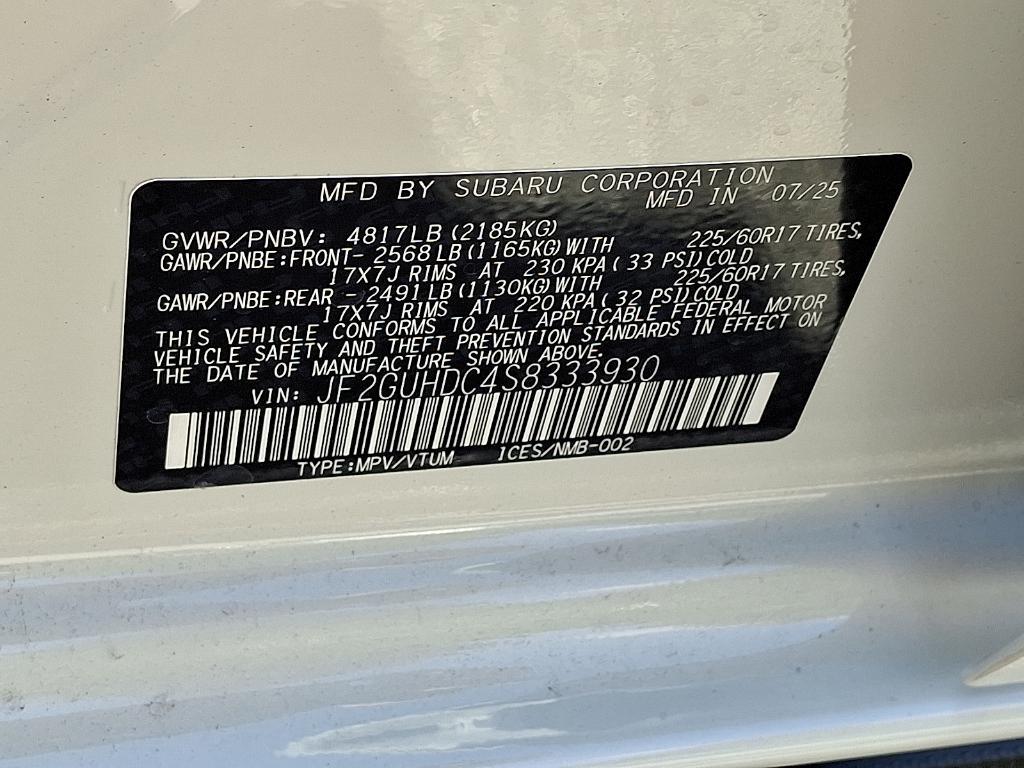 MFD BY SUBARU CORPORATION
MFD IN 07/25
GVWR/PNBV: 4817LB (2185KG)
GAWR/PNBE:FRONT- 2568LB (1165KG)WITH 225/60R17 TIRES,
17X7J RIMS AT 230 KPA( 33 PSI)COLD
GAWR/PNBE:REAR - 2491LB (1130KG)WITH 225/60R17 TIRES,
17X7J RIMS AT 220 KPA( 32 PSI)COLD
THIS VEHICLE CONFORMS TO ALL APPLICABLE FEDERAL MOTOR
VEHICLE SAFETY AND THEFT PREVENTION STANDARDS IN EFFECT ON
THE DATE OF MANUFACTURE SHOWN ABOVE.
VIN: JF2GUHDC4S8333930
TYPE:MPV/VTUM ICES/NMB-002